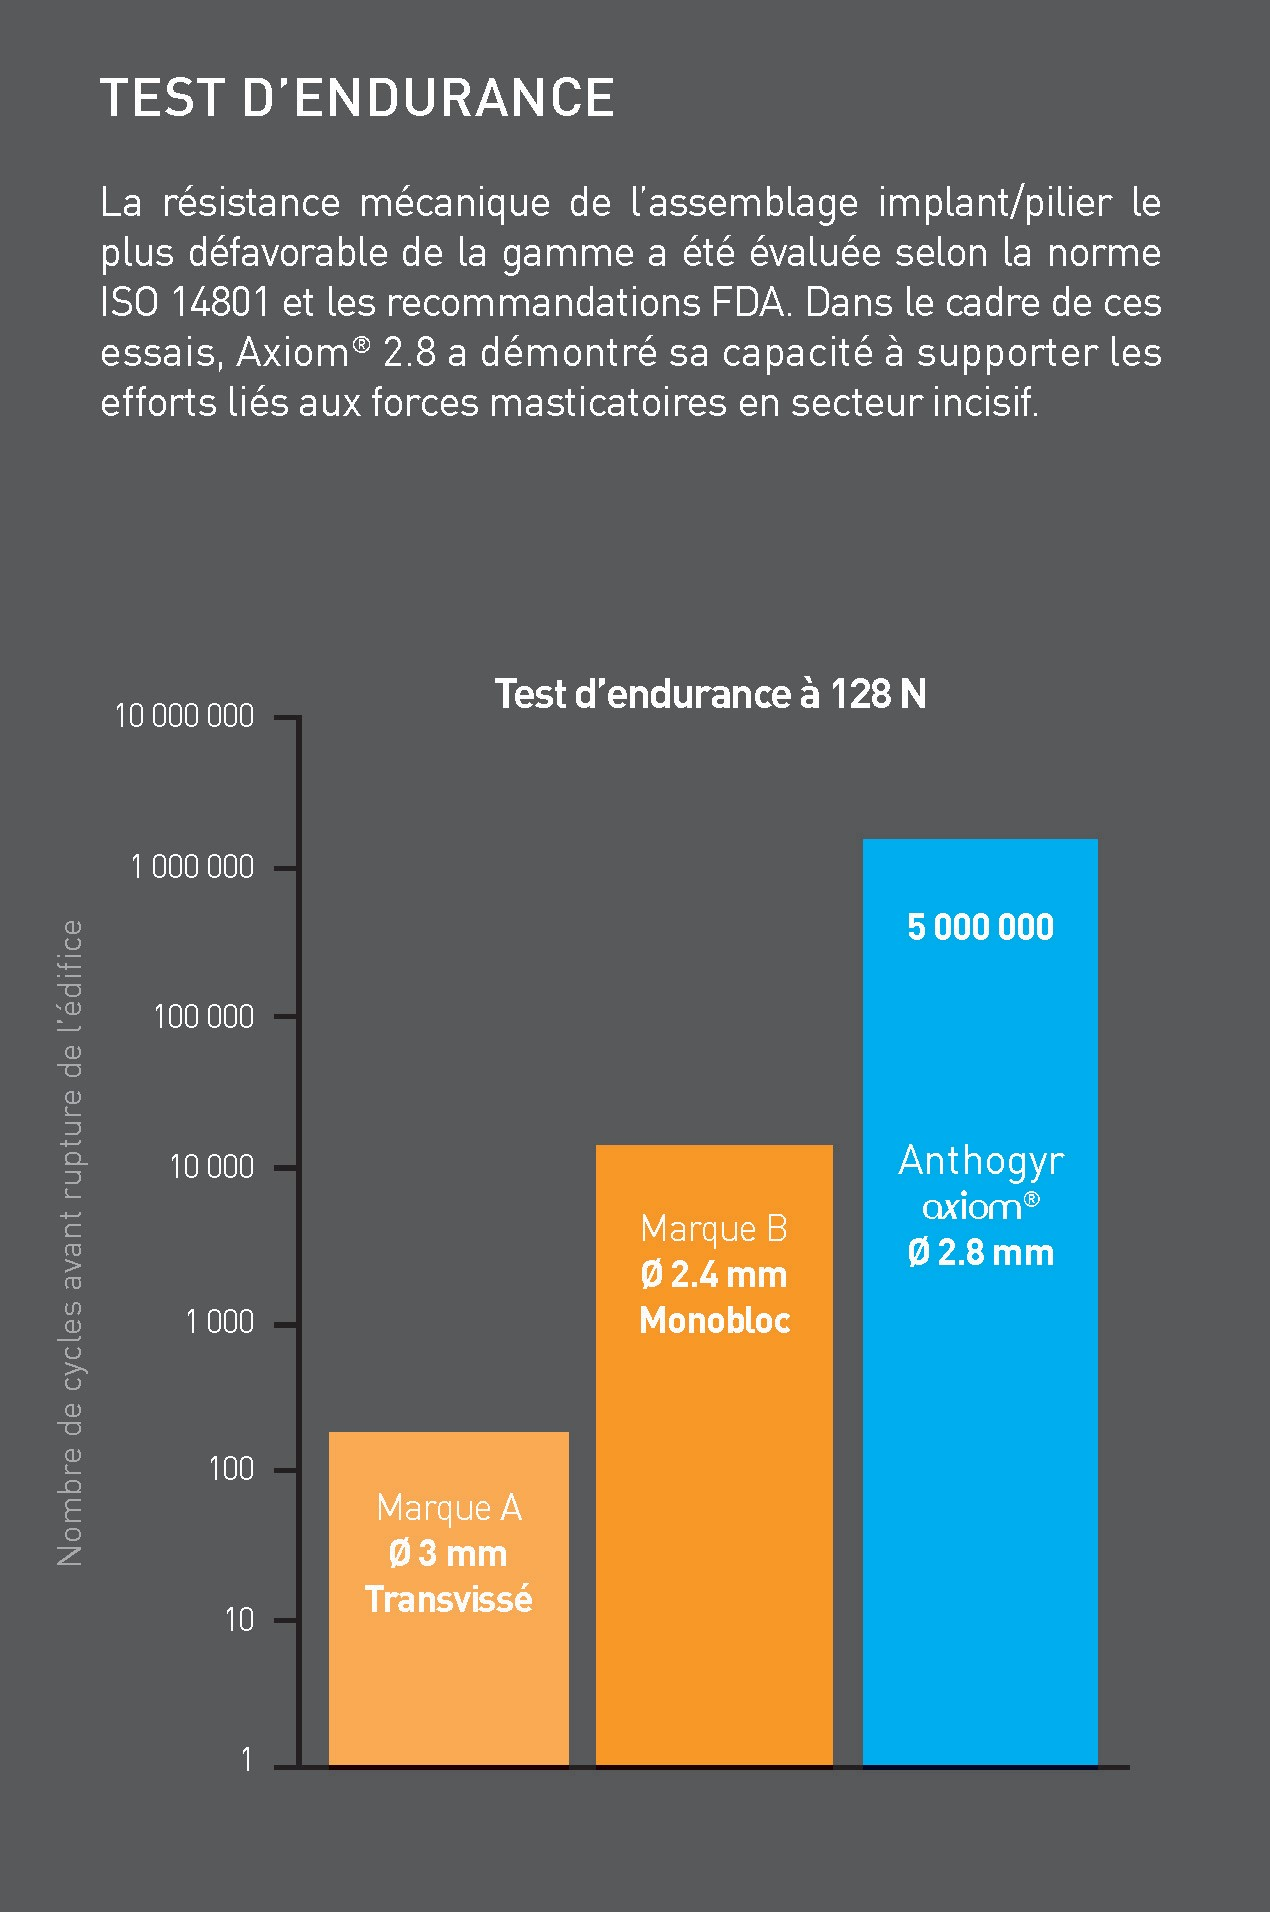 TEST D’ENDURANCE
La résistance mécanique de l’assemblage implant/pilier le
plus défavorable de la gamme a été évaluée selon la norme
ISO 14801 et les recommandations FDA. Dans le cadre de ces
essais, Axiom® 2.8 a démontré sa capacité à supporter les
efforts liés aux forces masticatoires en secteur incisif.
Test d’endurance à 128 N
Nombre de cycles avant rupture de l’édifice
10 000 000
1 000 000
100 000
10 000
1 000
100
10
1
Marque A
Ø 3 mm
Transvissé
Marque B
Ø 2.4 mm
Monobloc
5 000 000
Anthogyr
axiom®
Ø 2.8 mm